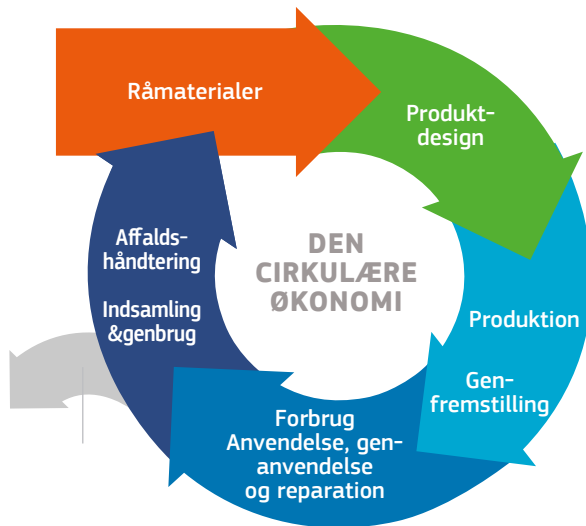 Råmaterialer
Produkt-
design
Produktion
Gen-
fremstilling
Forbrug
Anvendelse, gen-
anvendelse
og reparation
Affalds-
håndtering
Indsamling
&genbrug
DEN
CIRKULÆRE
ØKONOMI